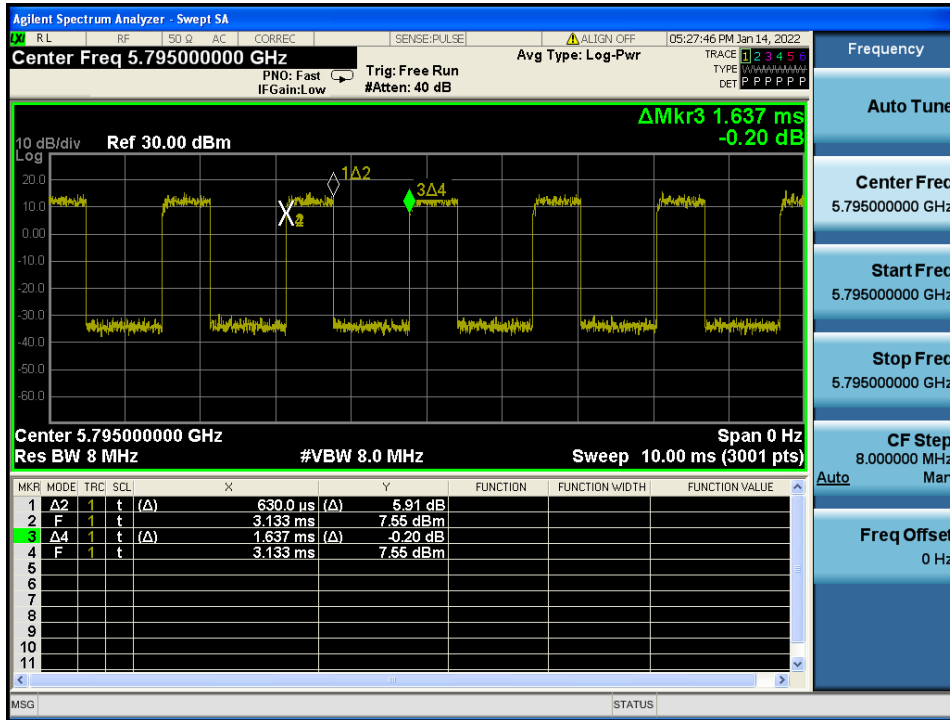 Agilent Spectrum Analyzer - Swept SA
LXI RL RF 50 Ω AC CORREC SENSE:PULSE ALIGN OFF 05:27:46 PM Jan 14, 2022
Center Freq 5.795000000 GHz
PNO: Fast
IFGain:Low
Trig: Free Run
#Atten: 40 dB
Avg Type: Log-Pwr
TRACE 1 2 3 4 5 6
TYPE WWWWWW
DET P P P P P P
ΔMkr3 1.637 ms
-0.20 dB
10 dB/div Ref 30.00 dBm
Log
20.0
10.0
0.00
-10.0
-20.0
-30.0
-40.0
-50.0
-60.0
1Δ2
3Δ4
Center 5.795000000 GHz Span 0 Hz
Res BW 8 MHz #VBW 8.0 MHz Sweep 10.00 ms (3001 pts)
MKR MODE TRC SCL X Y FUNCTION FUNCTION WIDTH FUNCTION VALUE
1 Δ2 1 t (Δ) 630.0 µs (Δ) 5.91 dB
2 F 1 t 3.133 ms 7.55 dBm
3 Δ4 1 t (Δ) 1.637 ms (Δ) -0.20 dB
4 F 1 t 3.133 ms 7.55 dBm
5
6
7
8
9
10
11
MSG STATUS
Frequency
Auto Tune
Center Freq
5.795000000 GHz
Start Freq
5.795000000 GHz
Stop Freq
5.795000000 GHz
CF Step
8.000000 MHz
Auto Man
Freq Offset
0 Hz